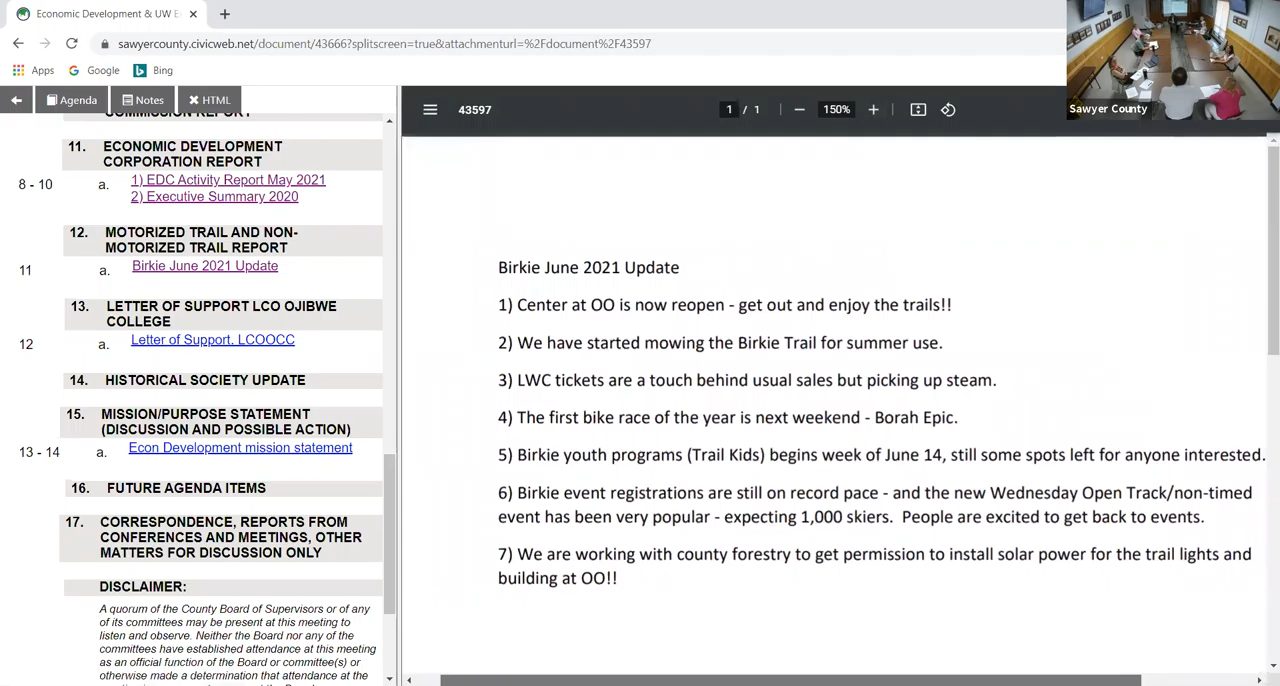 Economic Development & UW E
sawyercounty.civicweb.net/document/43666?splitscreen=true&attachmenturl=%2Fdocument%2F43597
Apps Google Bing
Sawyer County
Agenda Notes HTML
43597 1 / 1 150%
COMMISSION REPORT
11. ECONOMIC DEVELOPMENT
CORPORATION REPORT
8 - 10 a. 1) EDC Activity Report May 2021
2) Executive Summary 2020
12. MOTORIZED TRAIL AND NON-
MOTORIZED TRAIL REPORT
11 a. Birkie June 2021 Update
13. LETTER OF SUPPORT LCO OJIBWE
COLLEGE
12 a. Letter of Support, LCOOCC
14. HISTORICAL SOCIETY UPDATE
15. MISSION/PURPOSE STATEMENT
(DISCUSSION AND POSSIBLE ACTION)
13 - 14 a. Econ Development mission statement
16. FUTURE AGENDA ITEMS
17. CORRESPONDENCE, REPORTS FROM
CONFERENCES AND MEETINGS, OTHER
MATTERS FOR DISCUSSION ONLY
DISCLAIMER:
A quorum of the County Board of Supervisors or of any
of its committees may be present at this meeting to
listen and observe. Neither the Board nor any of the
committees have established attendance at this meeting
as an official function of the Board or committee(s) or
otherwise made a determination that attendance at the
Birkie June 2021 Update
1) Center at OO is now reopen - get out and enjoy the trails!!
2) We have started mowing the Birkie Trail for summer use.
3) LWC tickets are a touch behind usual sales but picking up steam.
4) The first bike race of the year is next weekend - Borah Epic.
5) Birkie youth programs (Trail Kids) begins week of June 14, still some spots left for anyone interested.
6) Birkie event registrations are still on record pace - and the new Wednesday Open Track/non-timed
event has been very popular - expecting 1,000 skiers. People are excited to get back to events.
7) We are working with county forestry to get permission to install solar power for the trail lights and
building at OO!!